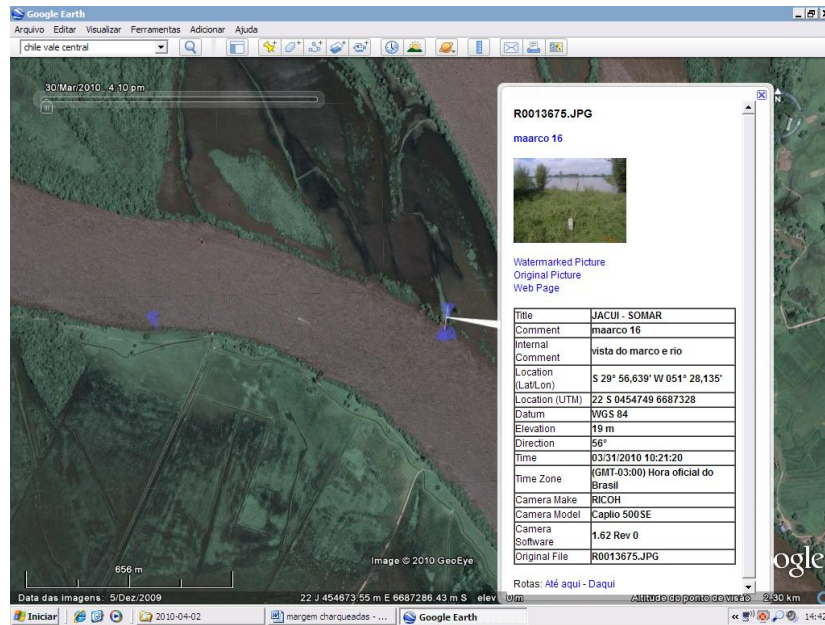 Google Earth
Arquivo Editar Visualizar Ferramentas Adicionar Ajuda
chile vale central
30/Mar/2010 4:10 pm
N
R0013675.JPG
maarco 16
Watermarked Picture
Original Picture
Web Page
Title JACUI - SOMAR
Comment maarco 16
Internal Comment vista do marco e rio
Location (Lat/Lon) S 29° 56,639' W 051° 28,135'
Location (UTM) 22 S 0454749 6687328
Datum WGS 84
Elevation 19 m
Direction 56°
Time 03/31/2010 10:21:20
Time Zone (GMT-03:00) Hora oficial do Brasil
Camera Make RICOH
Camera Model Caplio 500SE
Camera Software 1.62 Rev 0
Original File R0013675.JPG
Rotas: Até aqui - Daqui
Image © 2010 GeoEye
ogle
656 m
Data das imagens: 5/Dez/2009 22 J 454673.55 m E 6687286.43 m S elev 0 m Altitude do ponto de visão 2.30 km
Iniciar 2010-04-02 margem charqueadas - ... Google Earth 14:42